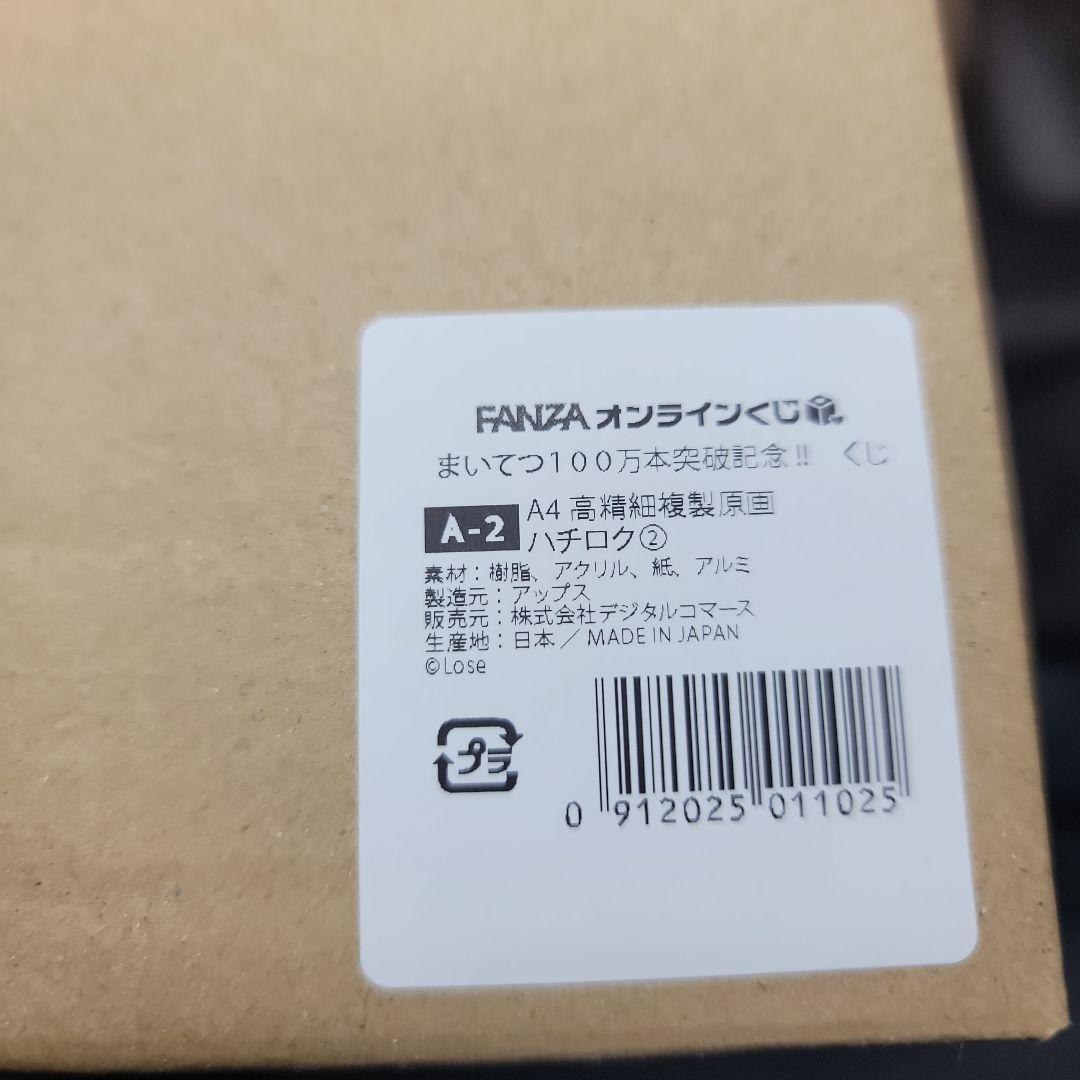 FANZA オンラインくじ
まいてつ100万本突破記念!! くじ
A-2
A4 高精細複製原画
ハチロク②
素材：樹脂、アクリル、紙、アルミ
製造元：アップス
販売元：株式会社デジタルコマース
生産地：日本／MADE IN JAPAN
©Lose
プラ
0 912025 011025